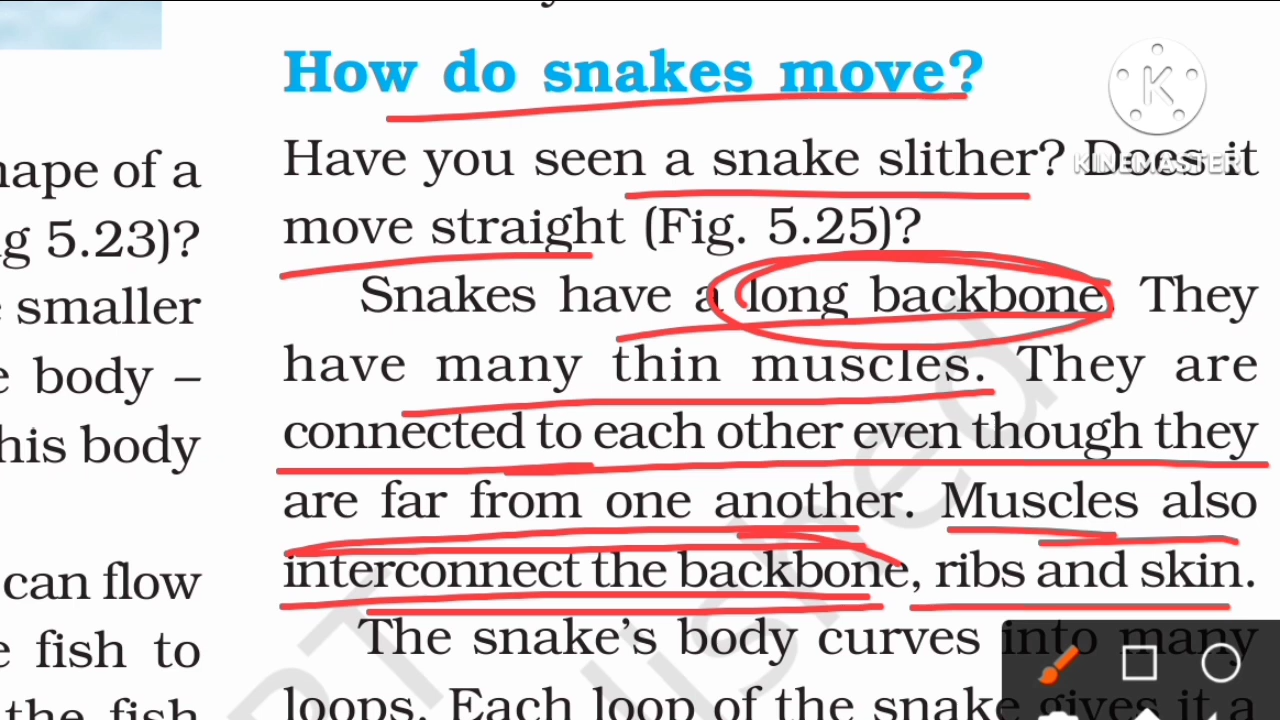 How do snakes move?
Have you seen a snake slither? Does it
move straight (Fig. 5.25)?
Snakes have a long backbone. They
have many thin muscles. They are
connected to each other even though they
are far from one another. Muscles also
interconnect the backbone, ribs and skin.
The snake's body curves into many
loops. Each loop of the snake gives it a
hape of a
g 5.23)?
smaller
body –
his body
can flow
fish to
the fish
K
KINEMASTER